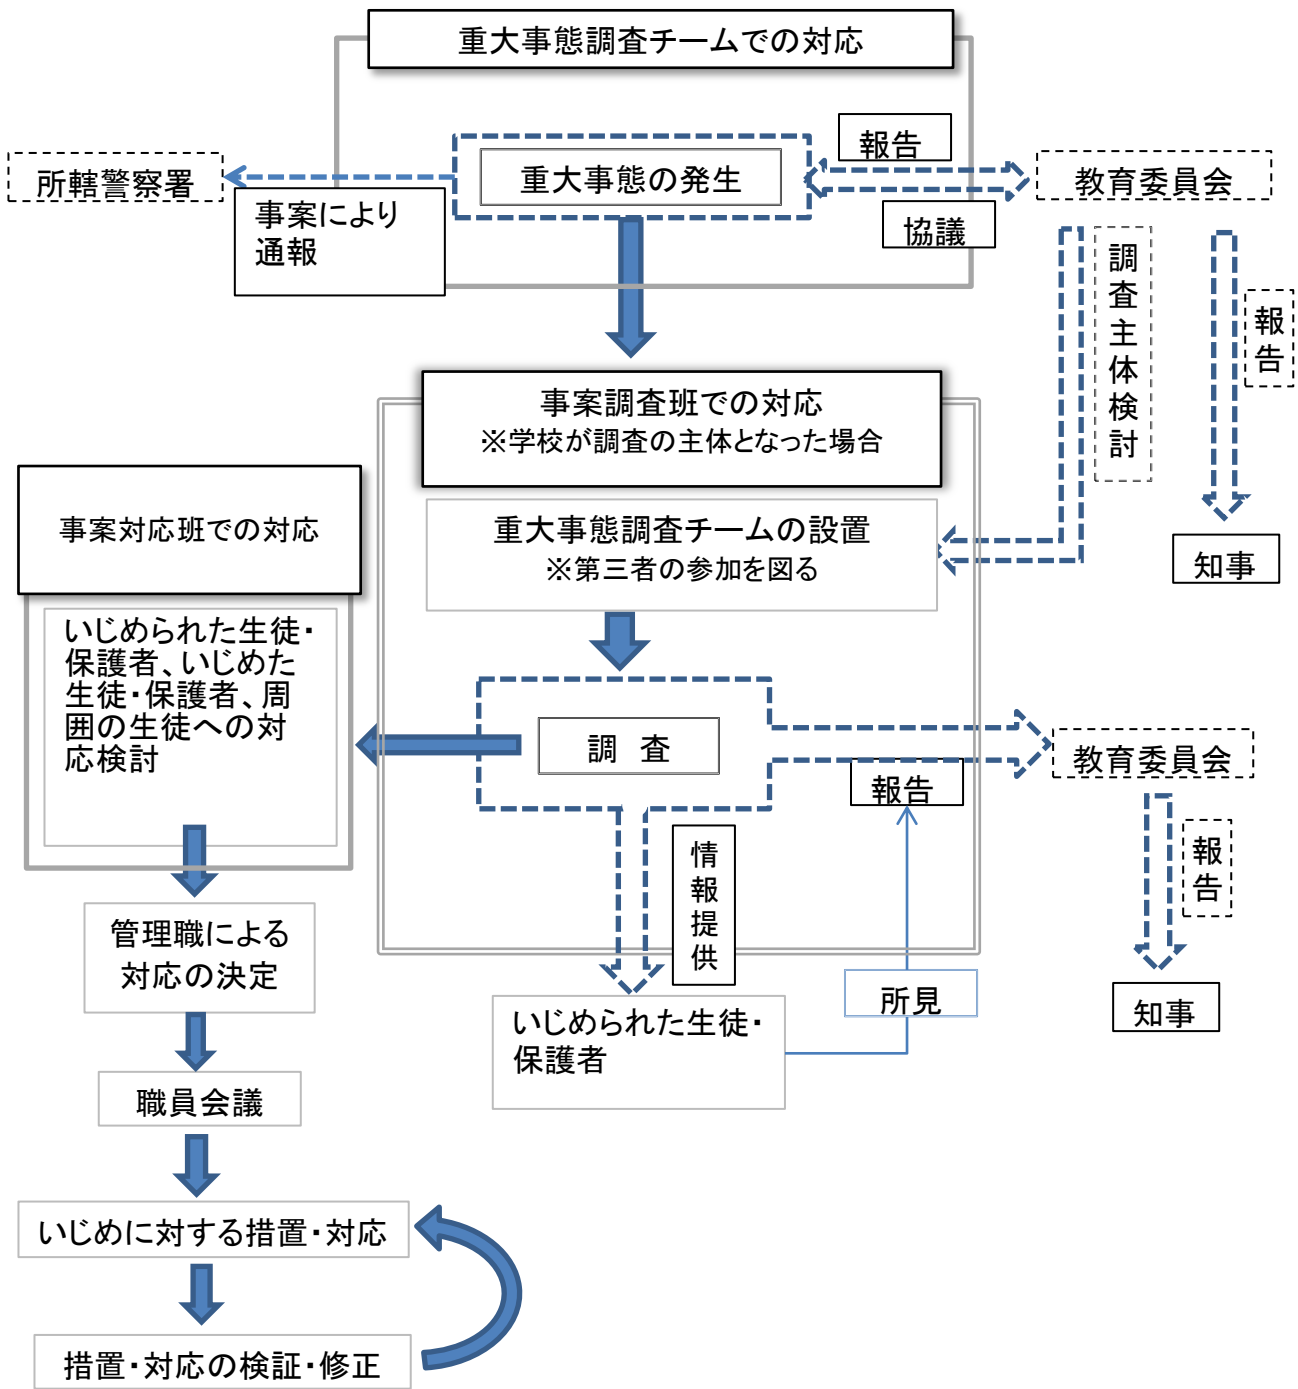 重大事態調査チームでの対応
報告
重大事態の発生
所轄警察署
教育委員会
事案により
通報
協議
調査主体検討
報告
事案調査班での対応
※学校が調査の主体となった場合
事案対応班での対応
重大事態調査チームの設置
※第三者の参加を図る
知事
いじめられた生徒・
保護者、いじめた
生徒・保護者、周
囲の生徒への対
応検討
調 査
教育委員会
報告
情報提供
報告
管理職による
対応の決定
所見
知事
いじめられた生徒・
保護者
職員会議
いじめに対する措置・対応
措置・対応の検証・修正